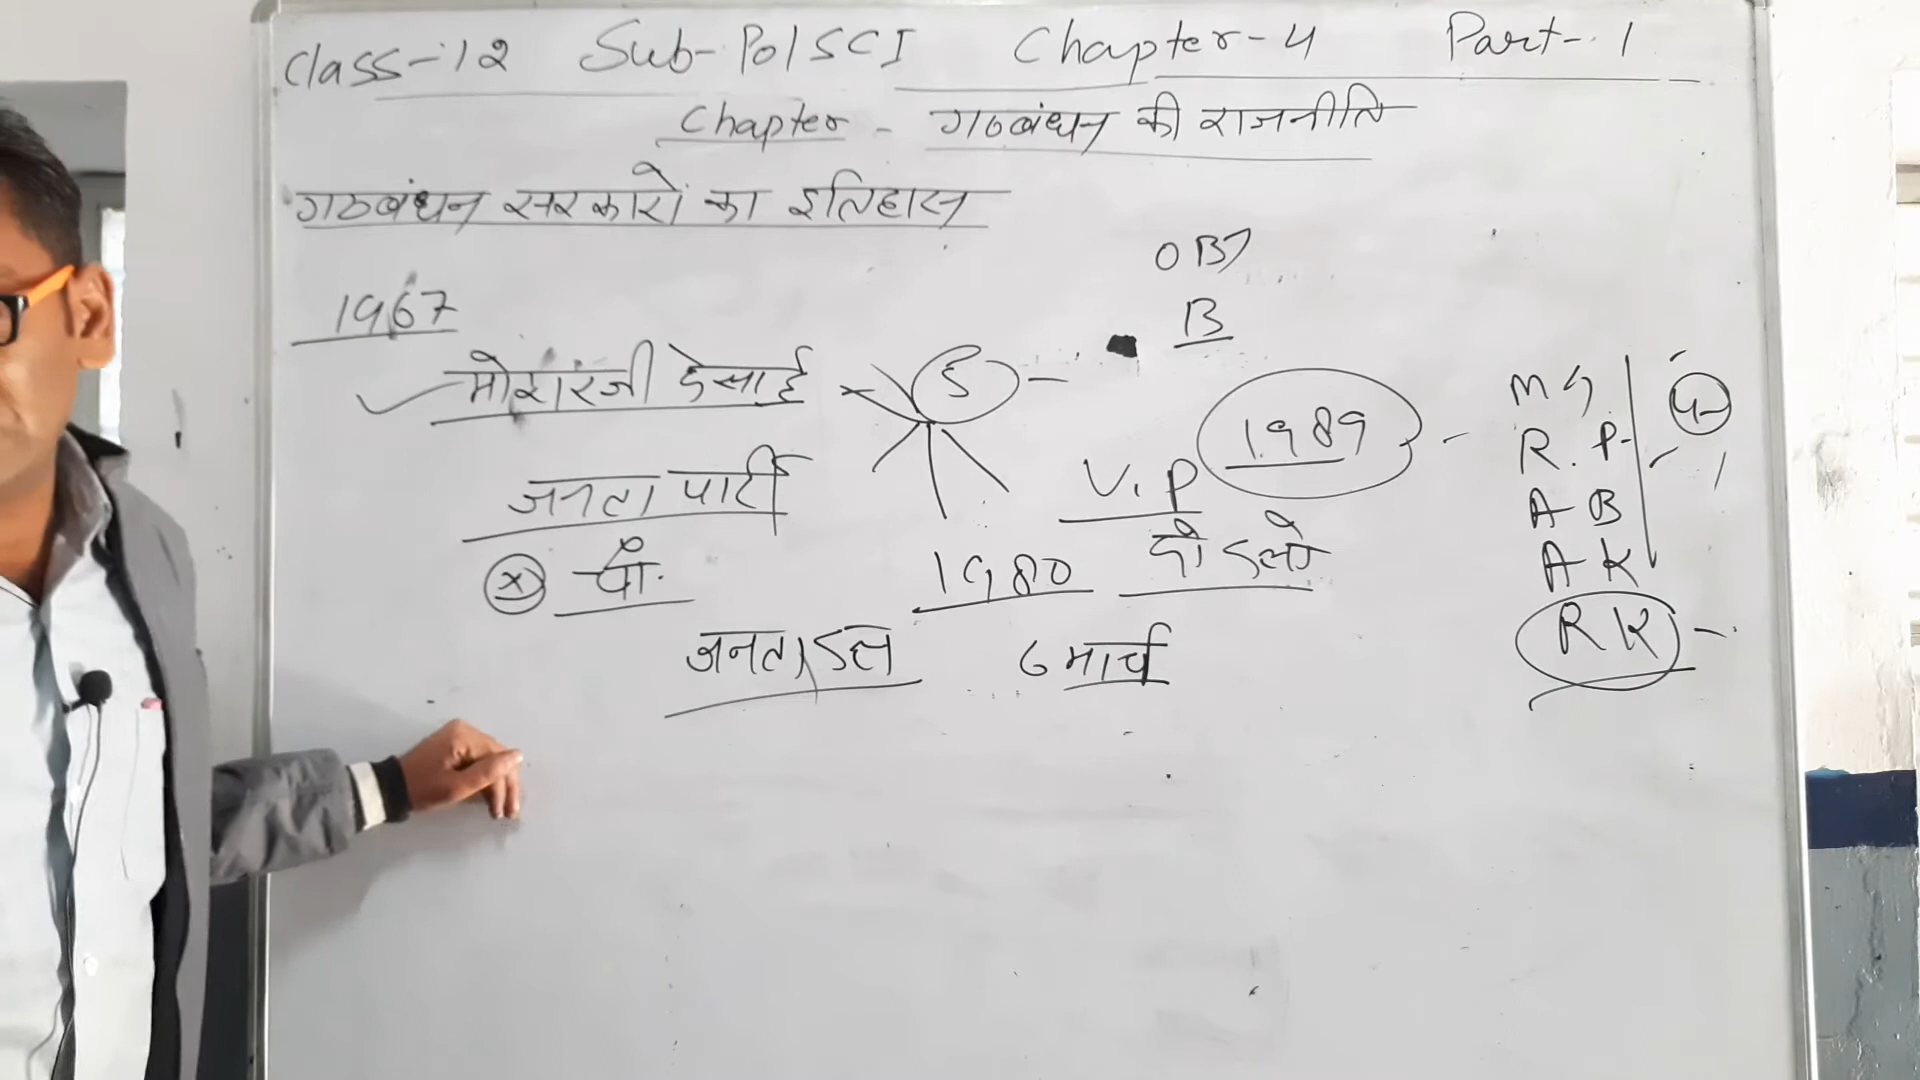 Class-12 Sub-Pol SCI Chapter-4 Part-1
Chapter - गठबंधन की राजनीति
गठबंधन सरकारों का इतिहास
OBJ
B
1967
मोरारजी देसाई
5
जनता पार्टी
V.P 1989
1980
जनता दल 6 मार्च
R. P.
A B
A K
R K